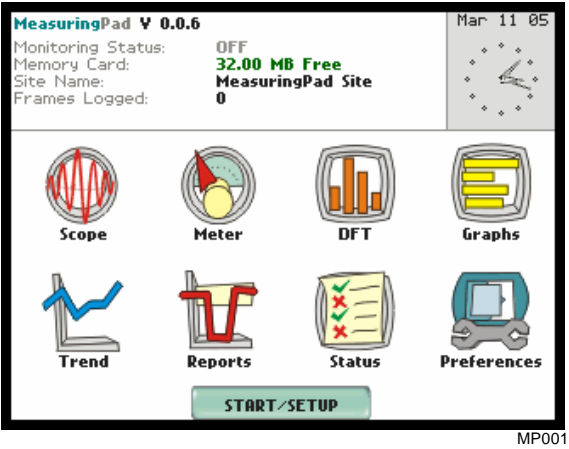 MeasuringPad V 0.0.6
Mar 11 05
Monitoring Status: OFF
Memory Card: 32.00 MB Free
Site Name: MeasuringPad Site
Frames Logged: 0
Scope Meter DFT Graphs
Trend Reports Status Preferences
START/SETUP
MP001